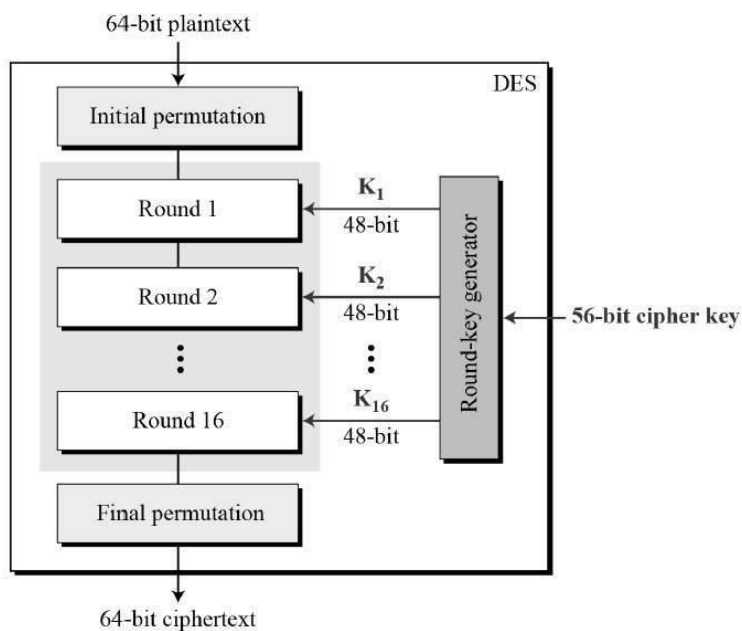 64-bit plaintext
DES
Initial permutation
K₁
Round 1
48-bit
K₂
Round 2
48-bit
Round-key generator
56-bit cipher key
K₁₆
Round 16
48-bit
Final permutation
64-bit ciphertext